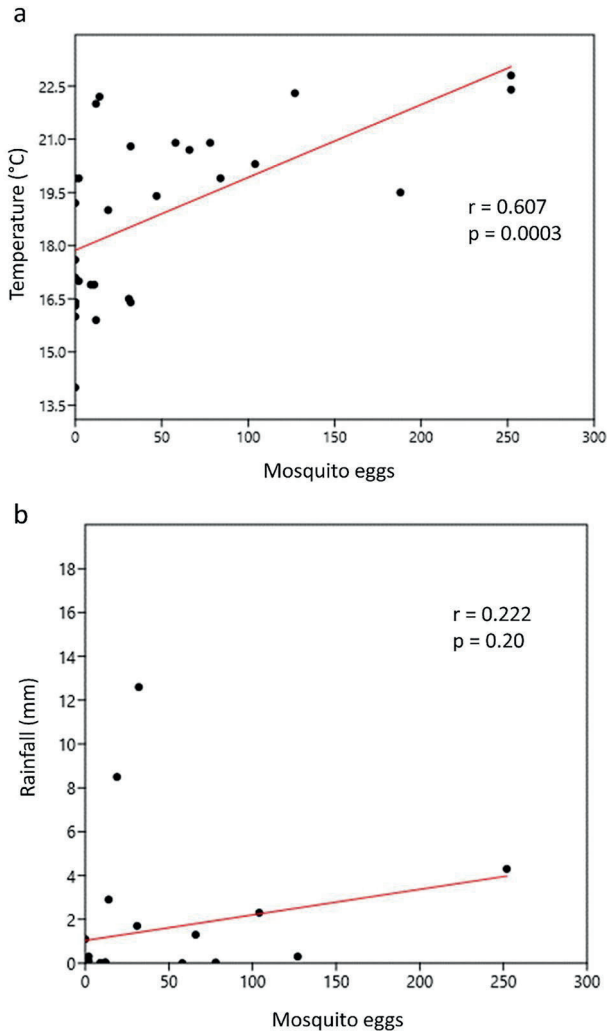 a
Temperature (°C)
22.5
21.0
19.5
18.0
16.5
15.0
13.5
r = 0.607
p = 0.0003
0 50 100 150 200 250 300
Mosquito eggs
b
Rainfall (mm)
18
16
14
12
10
8
6
4
2
0
r = 0.222
p = 0.20
0 50 100 150 200 250 300
Mosquito eggs